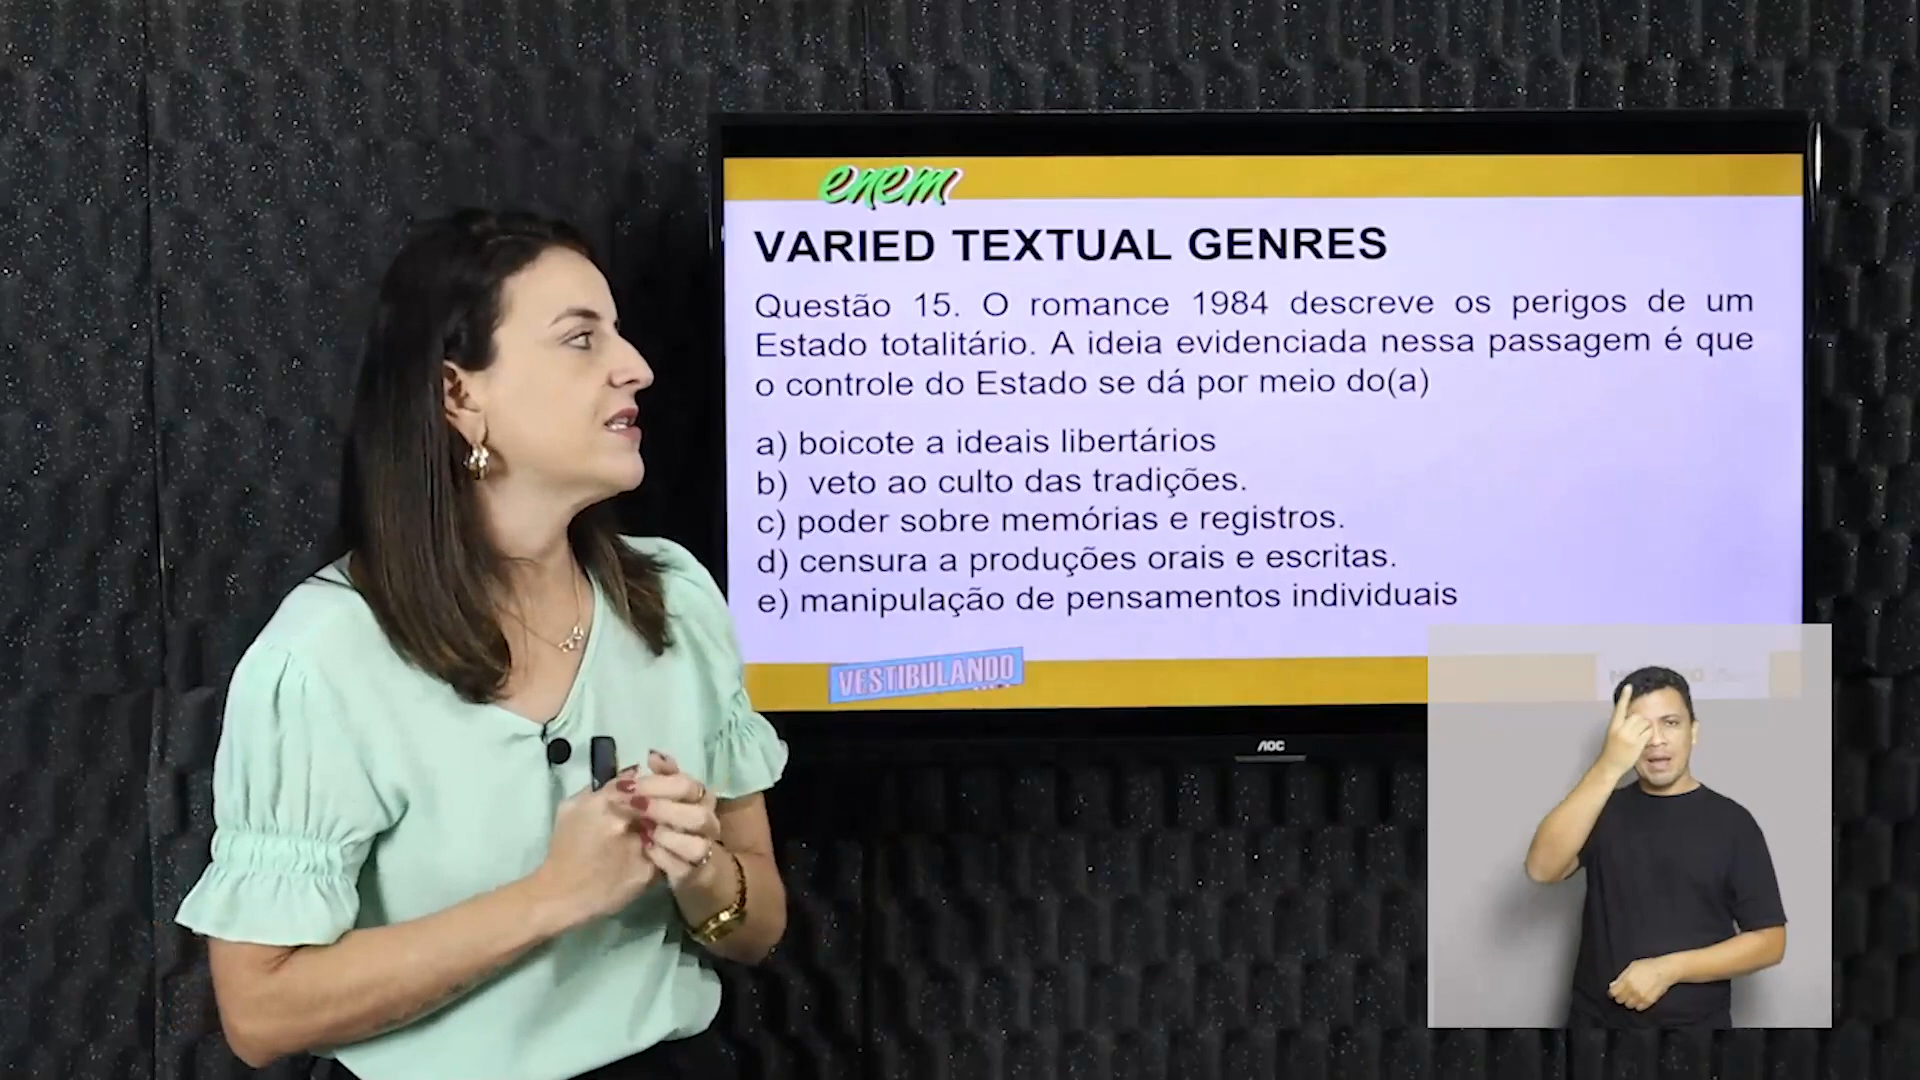 enem
VARIED TEXTUAL GENRES
Questão 15. O romance 1984 descreve os perigos de um
Estado totalitário. A ideia evidenciada nessa passagem é que
o controle do Estado se dá por meio do(a)
a) boicote a ideais libertários
b) veto ao culto das tradições.
c) poder sobre memórias e registros.
d) censura a produções orais e escritas.
e) manipulação de pensamentos individuais
VESTIBULANDO
AOC